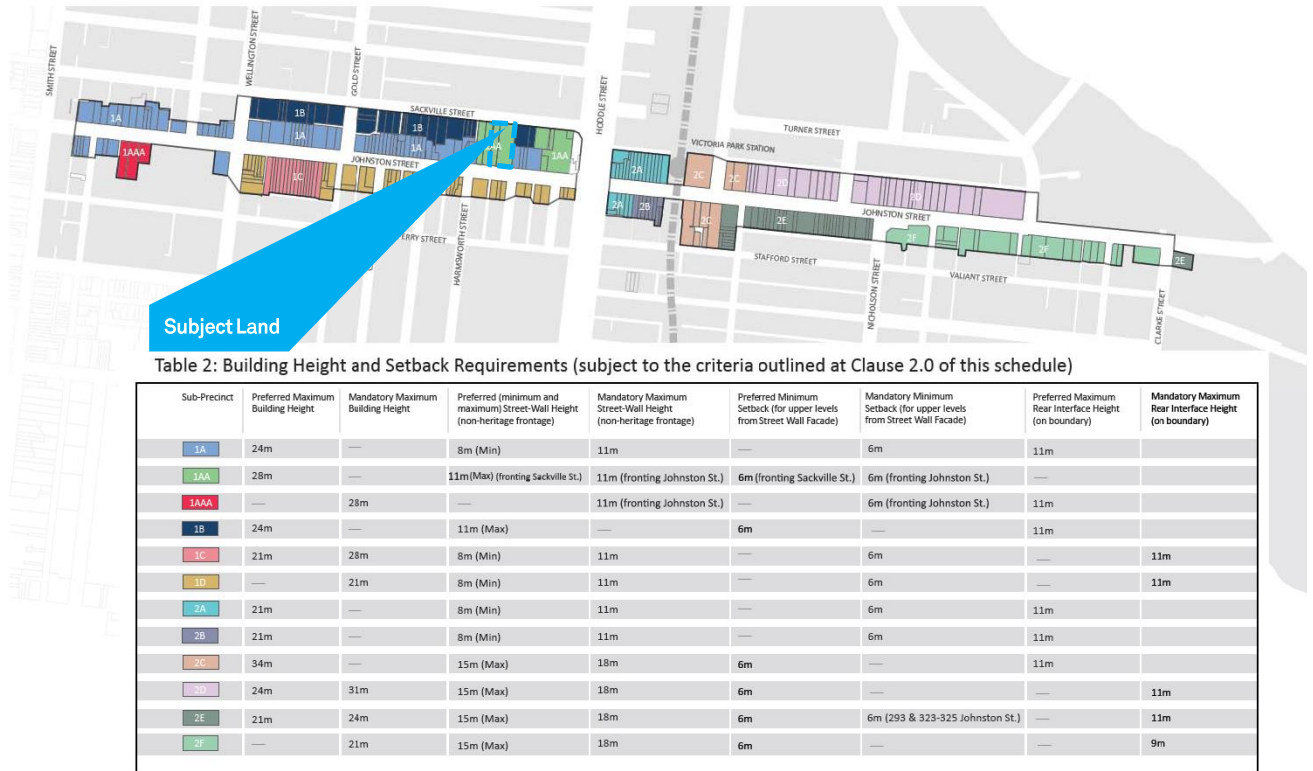 SMITH STREET
WELLINGTON STREET
GOLD STREET
SACKVILLE STREET
HODDLE STREET
TURNER STREET
VICTORIA PARK STATION
1A
1B
1B
1A
1A
1AA
1AAA
JOHNSTON STREET
1C
HARMSWORTH STREET
2A
2C
2C
2D
2A
2B
2C
2E
JOHNSTON STREET
2F
2F
2E
STAFFORD STREET
VALIANT STREET
NICHOLSON STREET
CLARKE STREET
Subject Land
Table 2: Building Height and Setback Requirements (subject to the criteria outlined at Clause 2.0 of this schedule)
Sub-Precinct Preferred Maximum Building Height Mandatory Maximum Building Height Preferred (minimum and maximum) Street-Wall Height (non-heritage frontage) Mandatory Maximum Street-Wall Height (non-heritage frontage) Preferred Minimum Setback (for upper levels from Street Wall Facade) Mandatory Minimum Setback (for upper levels from Street Wall Facade) Preferred Maximum Rear Interface Height (on boundary) Mandatory Maximum Rear Interface Height (on boundary)
1A 24m — 8m (Min) 11m — 6m 11m
1AA 28m — 11m (Max) (fronting Sackville St.) 11m (fronting Johnston St.) 6m (fronting Sackville St.) 6m (fronting Johnston St.) —
1AAA — 28m — 11m (fronting Johnston St.) — 6m (fronting Johnston St.) 11m
1B 24m — 11m (Max) — 6m — 11m
1C 21m 28m 8m (Min) 11m — 6m — 11m
1D — 21m 8m (Min) 11m — 6m — 11m
2A 21m — 8m (Min) 11m — 6m 11m
2B 21m — 8m (Min) 11m — 6m 11m
2C 34m — 15m (Max) 18m 6m — 11m
2D 24m 31m 15m (Max) 18m 6m — — 11m
2E 21m 24m 15m (Max) 18m 6m 6m (293 & 323-325 Johnston St.) — 11m
2F — 21m 15m (Max) 18m 6m — — 9m